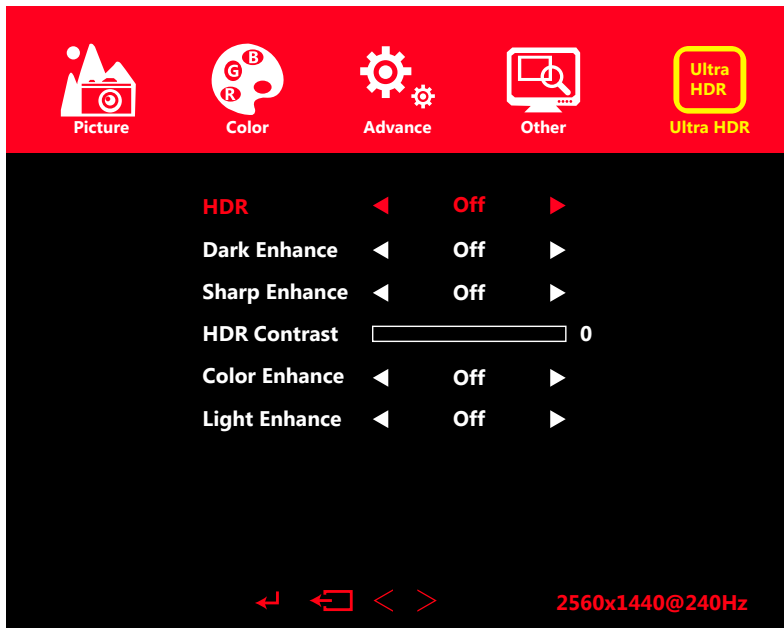 Picture
G B R
Color
Advance
Other
Ultra
HDR
Ultra HDR
HDR Off
Dark Enhance Off
Sharp Enhance Off
HDR Contrast 0
Color Enhance Off
Light Enhance Off
2560x1440@240Hz